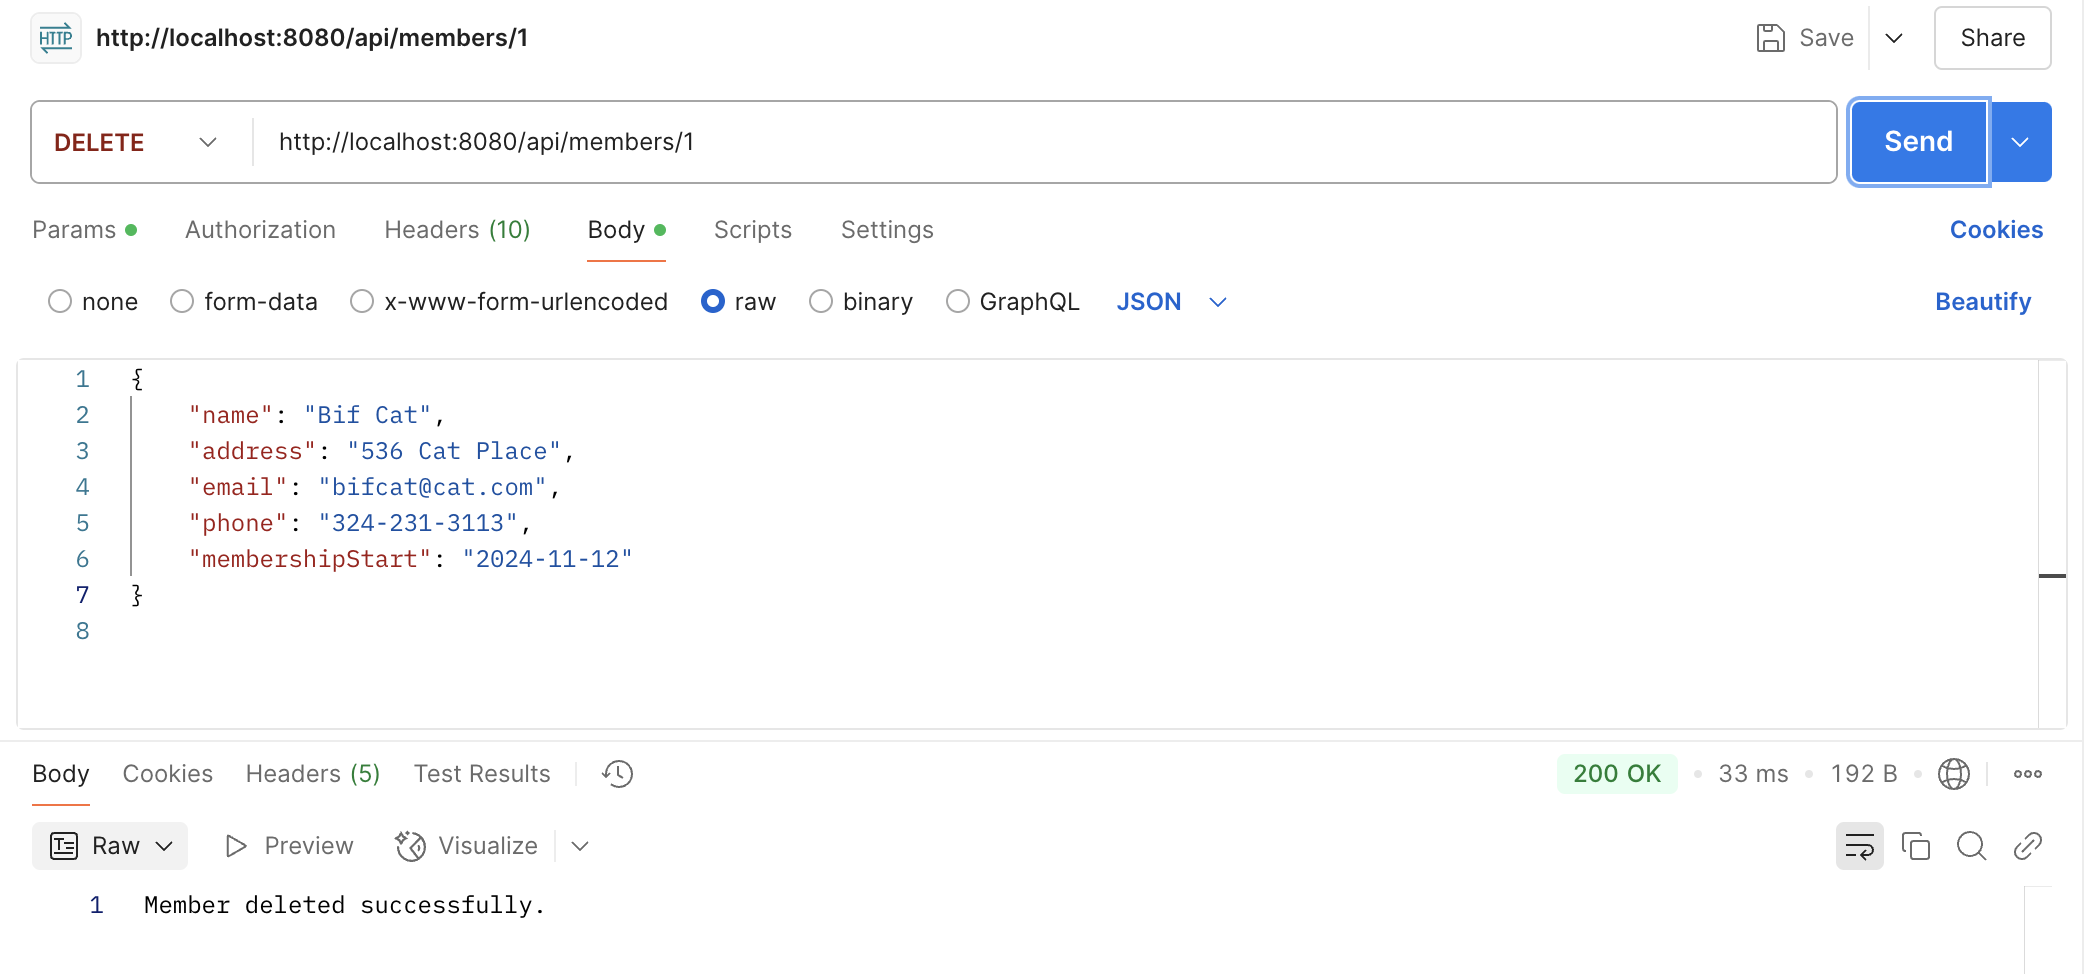 HTTP http://localhost:8080/api/members/1 Save Share
DELETE http://localhost:8080/api/members/1 Send
Params Authorization Headers (10) Body Scripts Settings Cookies
none form-data x-www-form-urlencoded raw binary GraphQL JSON Beautify
1 {
2 "name": "Bif Cat",
3 "address": "536 Cat Place",
4 "email": "bifcat@cat.com",
5 "phone": "324-231-3113",
6 "membershipStart": "2024-11-12"
7 }
8
Body Cookies Headers (5) Test Results 200 OK • 33 ms • 192 B •
Raw Preview Visualize
1 Member deleted successfully.